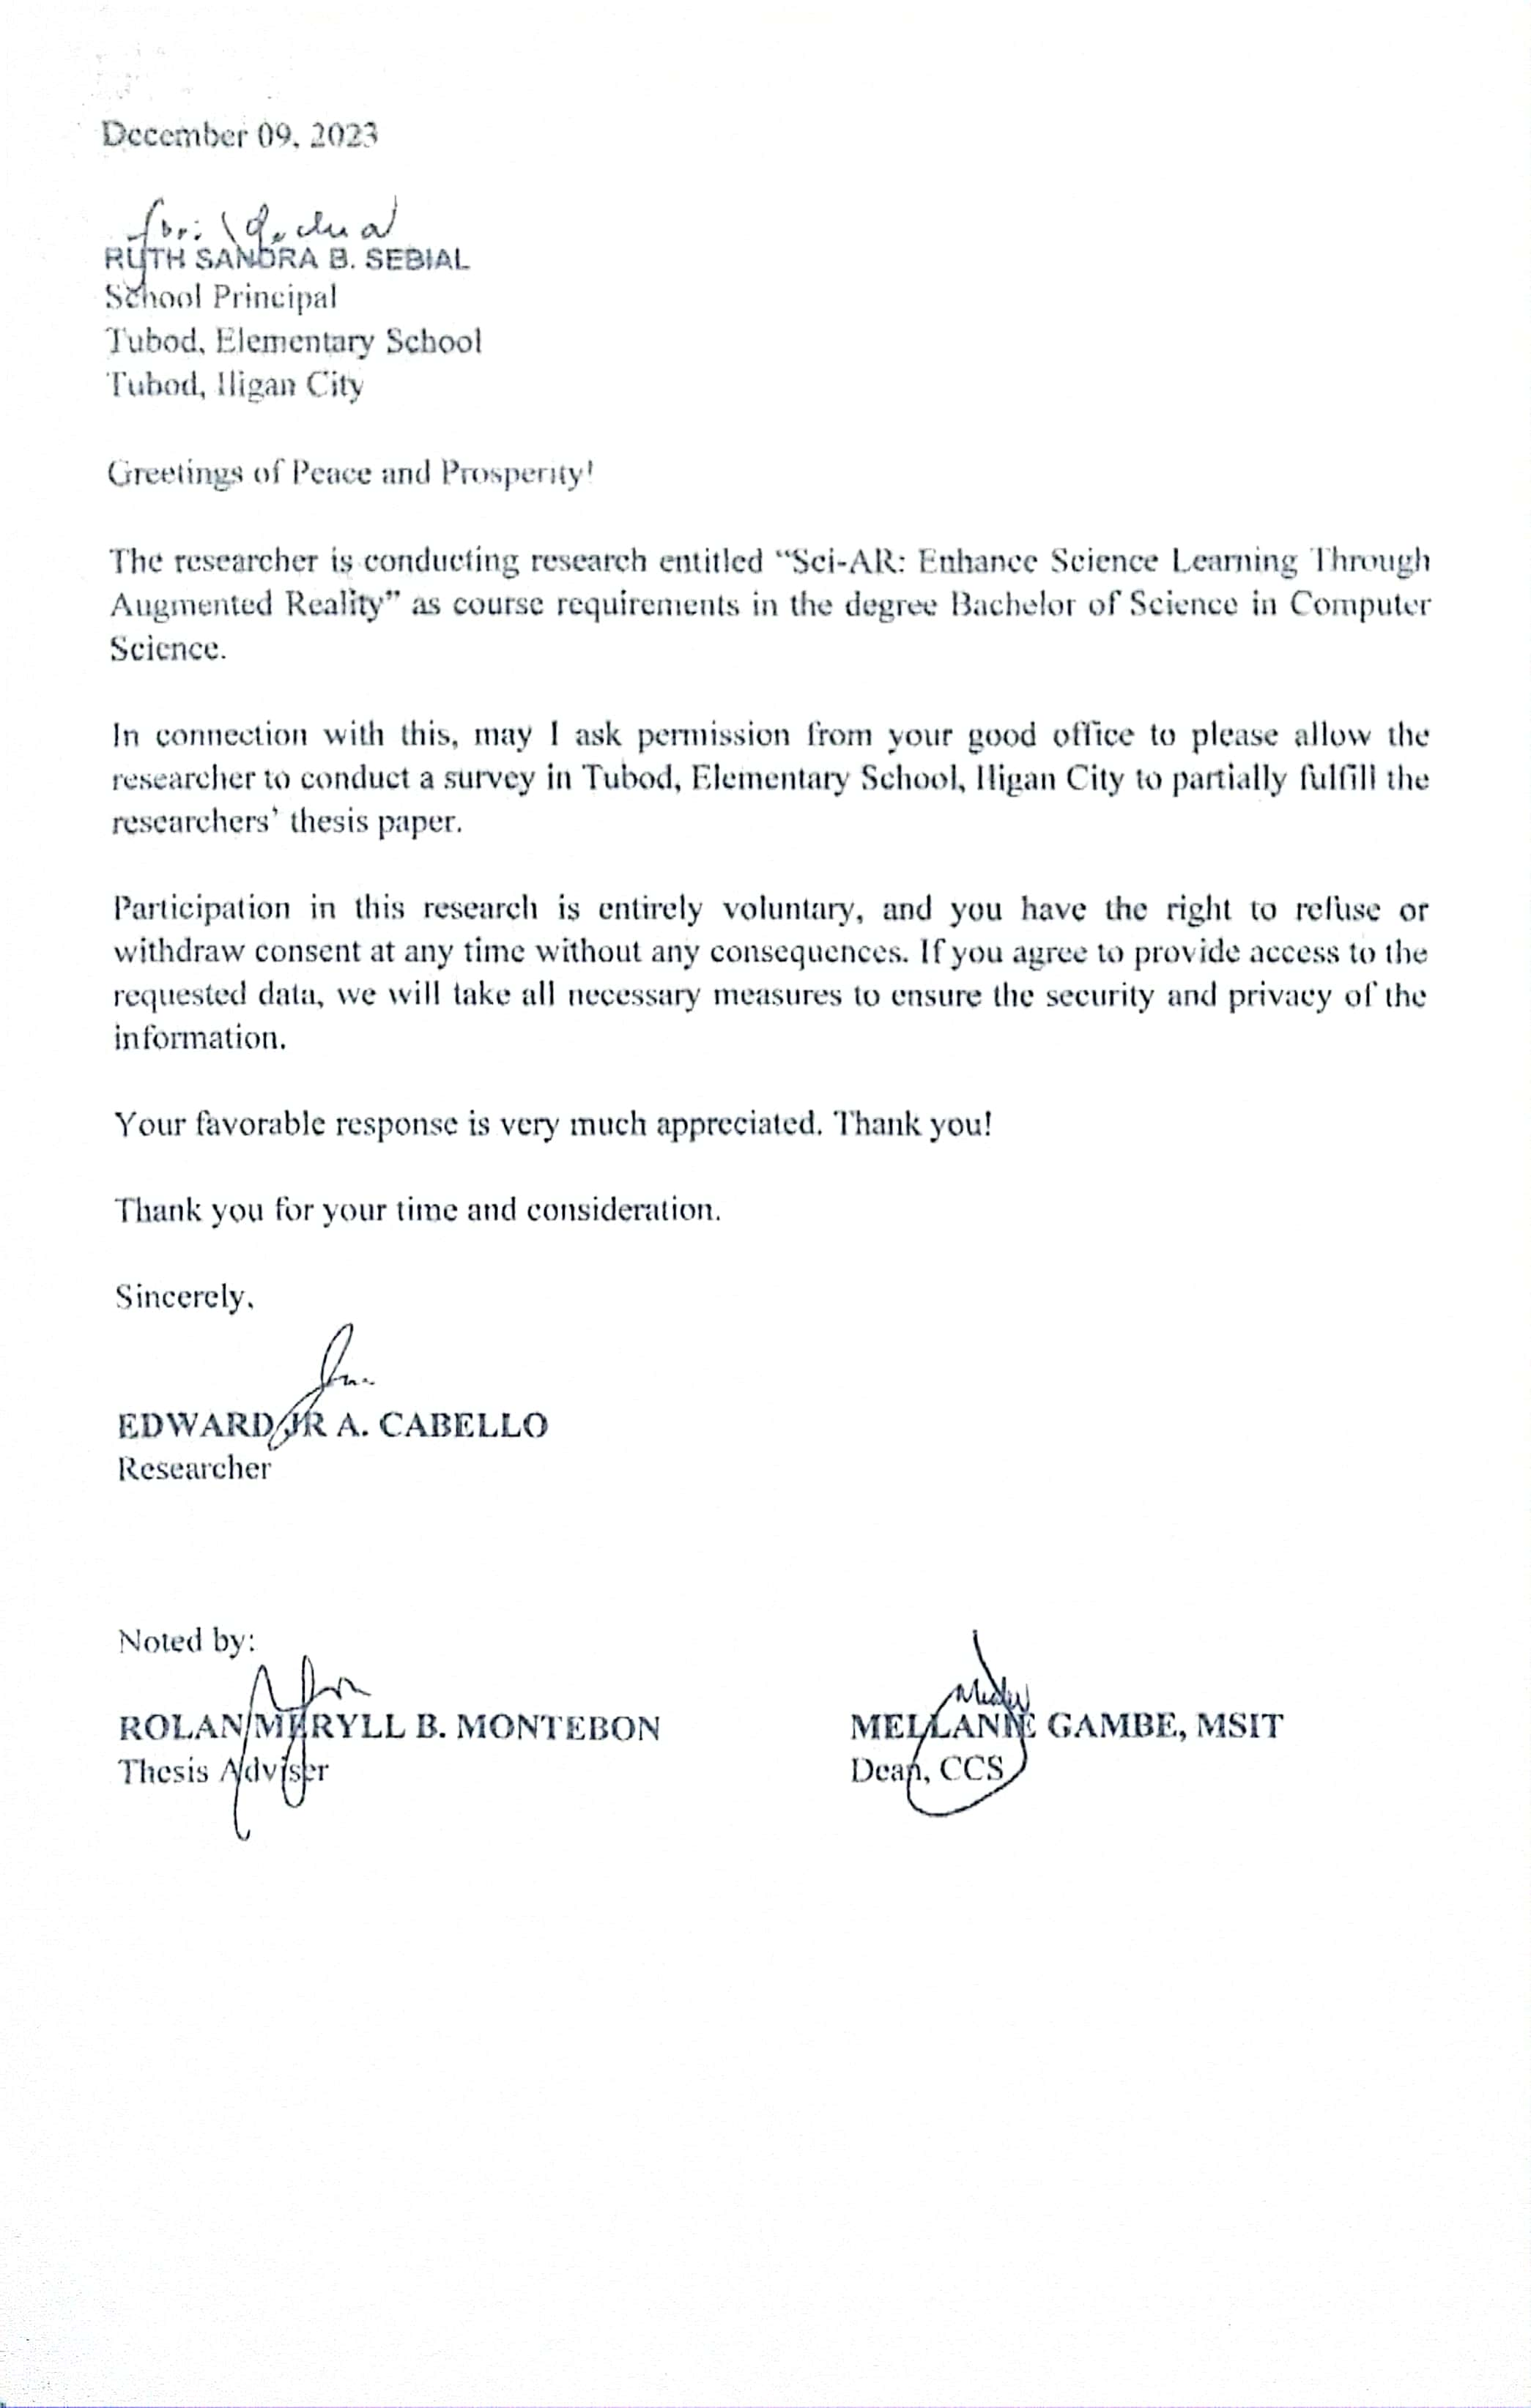 December 09, 2023
for:
RUTH SANDRA B. SEBIAL
School Principal
Tubod, Elementary School
Tubod, Iligan City
Greetings of Peace and Prosperity!
The researcher is conducting research entitled “Sci-AR: Enhance Science Learning Through
Augmented Reality” as course requirements in the degree Bachelor of Science in Computer
Science.
In connection with this, may I ask permission from your good office to please allow the
researcher to conduct a survey in Tubod, Elementary School, Iligan City to partially fulfill the
researchers’ thesis paper.
Participation in this research is entirely voluntary, and you have the right to refuse or
withdraw consent at any time without any consequences. If you agree to provide access to the
requested data, we will take all necessary measures to ensure the security and privacy of the
information.
Your favorable response is very much appreciated. Thank you!
Thank you for your time and consideration.
Sincerely,
EDWARD JR A. CABELLO
Researcher
Noted by:
ROLAN MERYLL B. MONTEBON
Thesis Adviser
MELLANIE GAMBE, MSIT
Dean, CCS